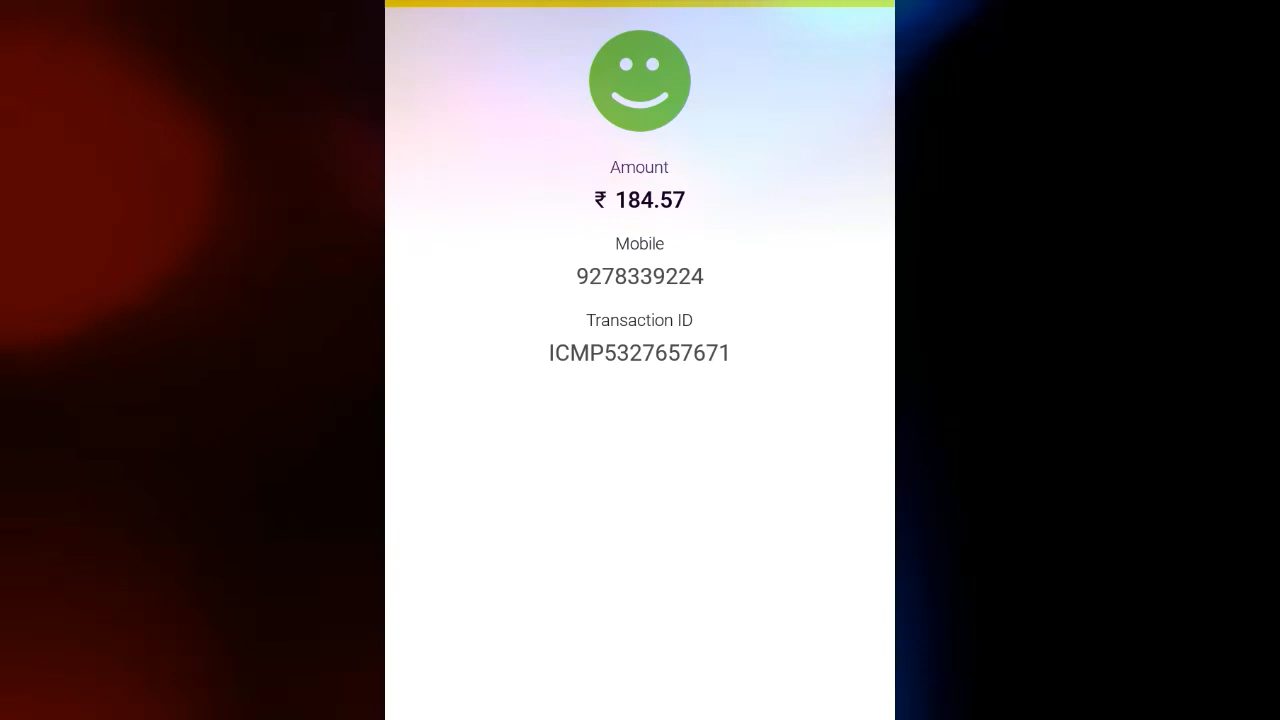 Amount
₹ 184.57
Mobile
9278339224
Transaction ID
ICMP5327657671